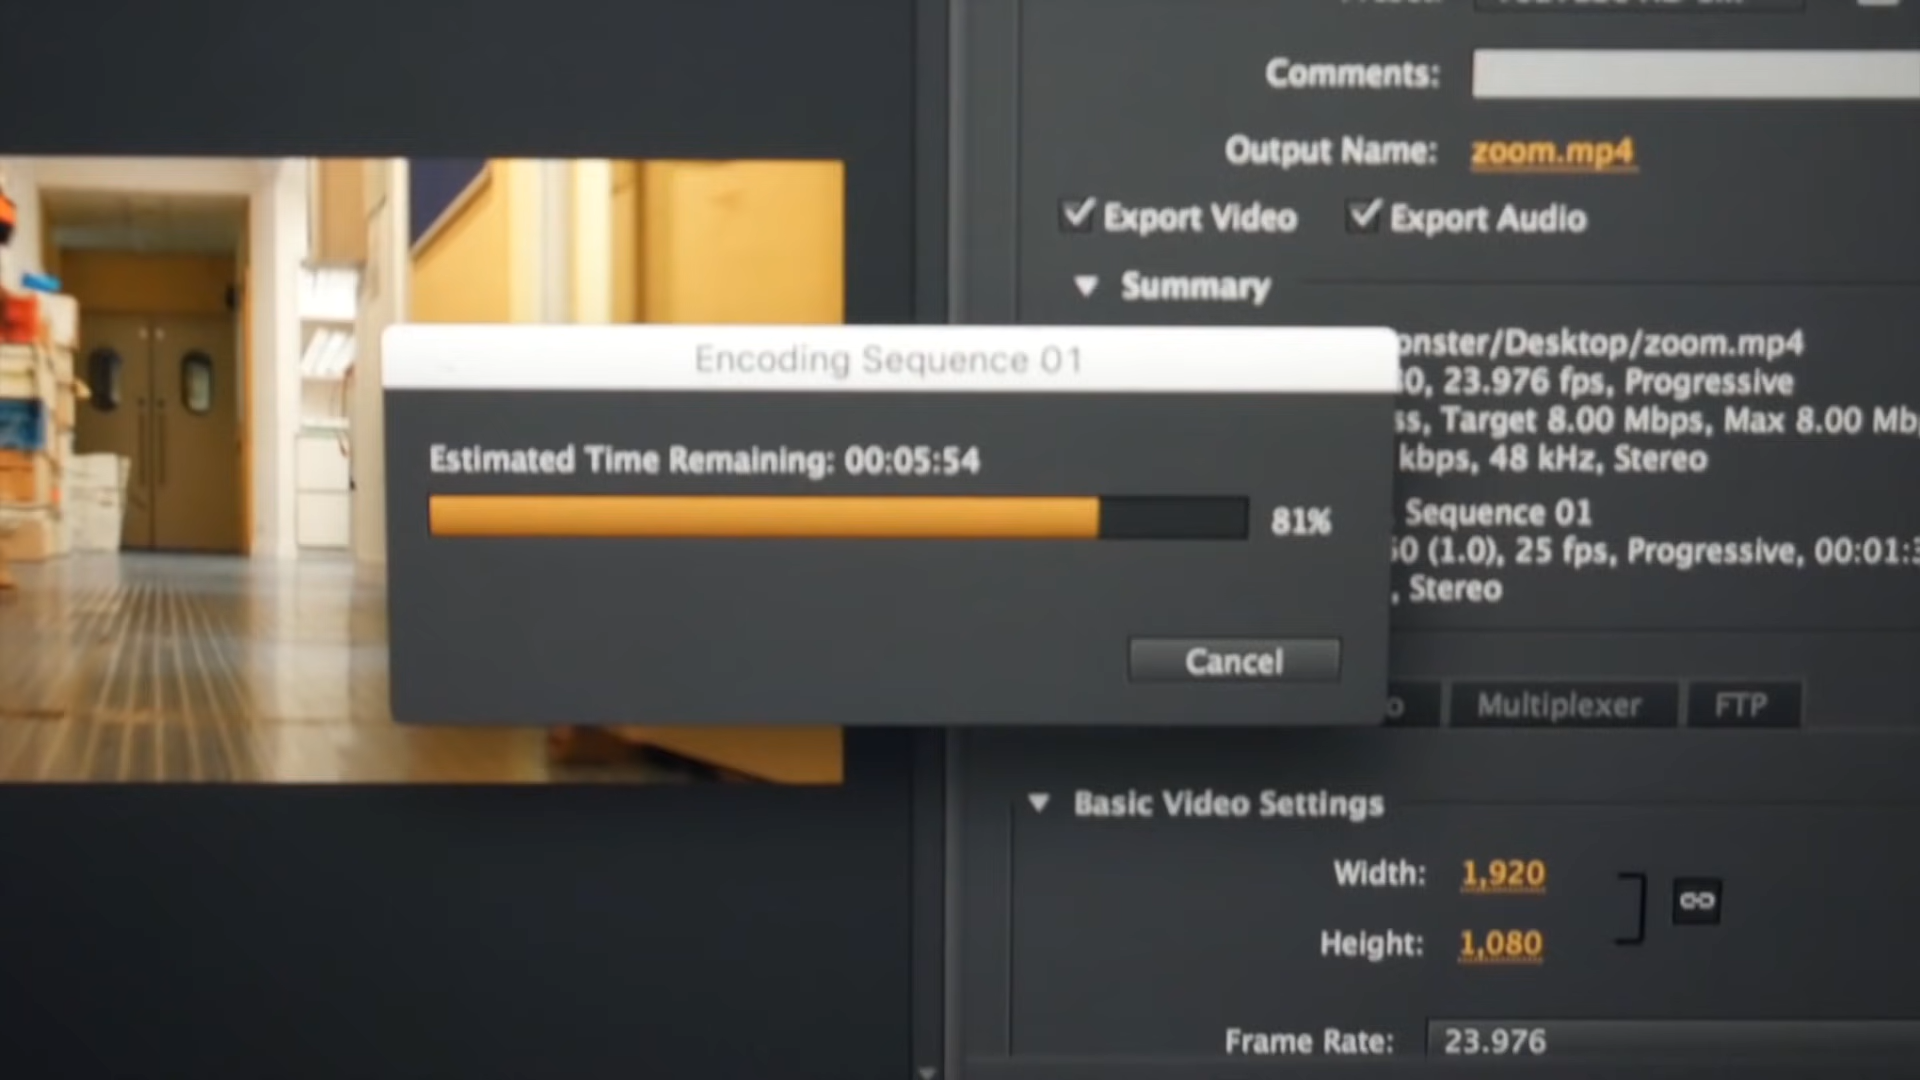 Comments:
Output Name: zoom.mp4
Export Video Export Audio
Summary
Encoding Sequence 01
Estimated Time Remaining: 00:05:54
81%
Cancel
onster/Desktop/zoom.mp4
0, 23.976 fps, Progressive
ss, Target 8.00 Mbps, Max 8.00 Mb
kbps, 48 kHz, Stereo
Sequence 01
0 (1.0), 25 fps, Progressive, 00:01:3
, Stereo
o Multiplexer FTP
Basic Video Settings
Width: 1,920
Height: 1,080
Frame Rate: 23.976